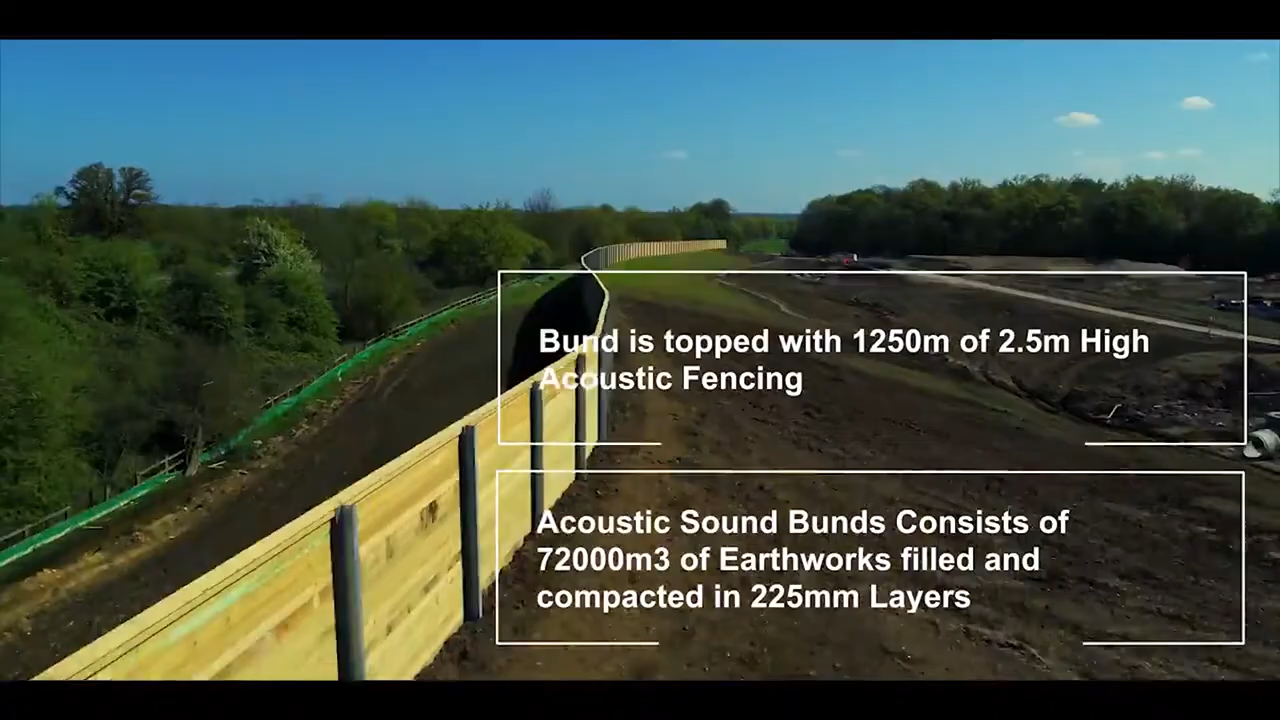 Bund is topped with 1250m of 2.5m High
Acoustic Fencing
Acoustic Sound Bunds Consists of
72000m3 of Earthworks filled and
compacted in 225mm Layers